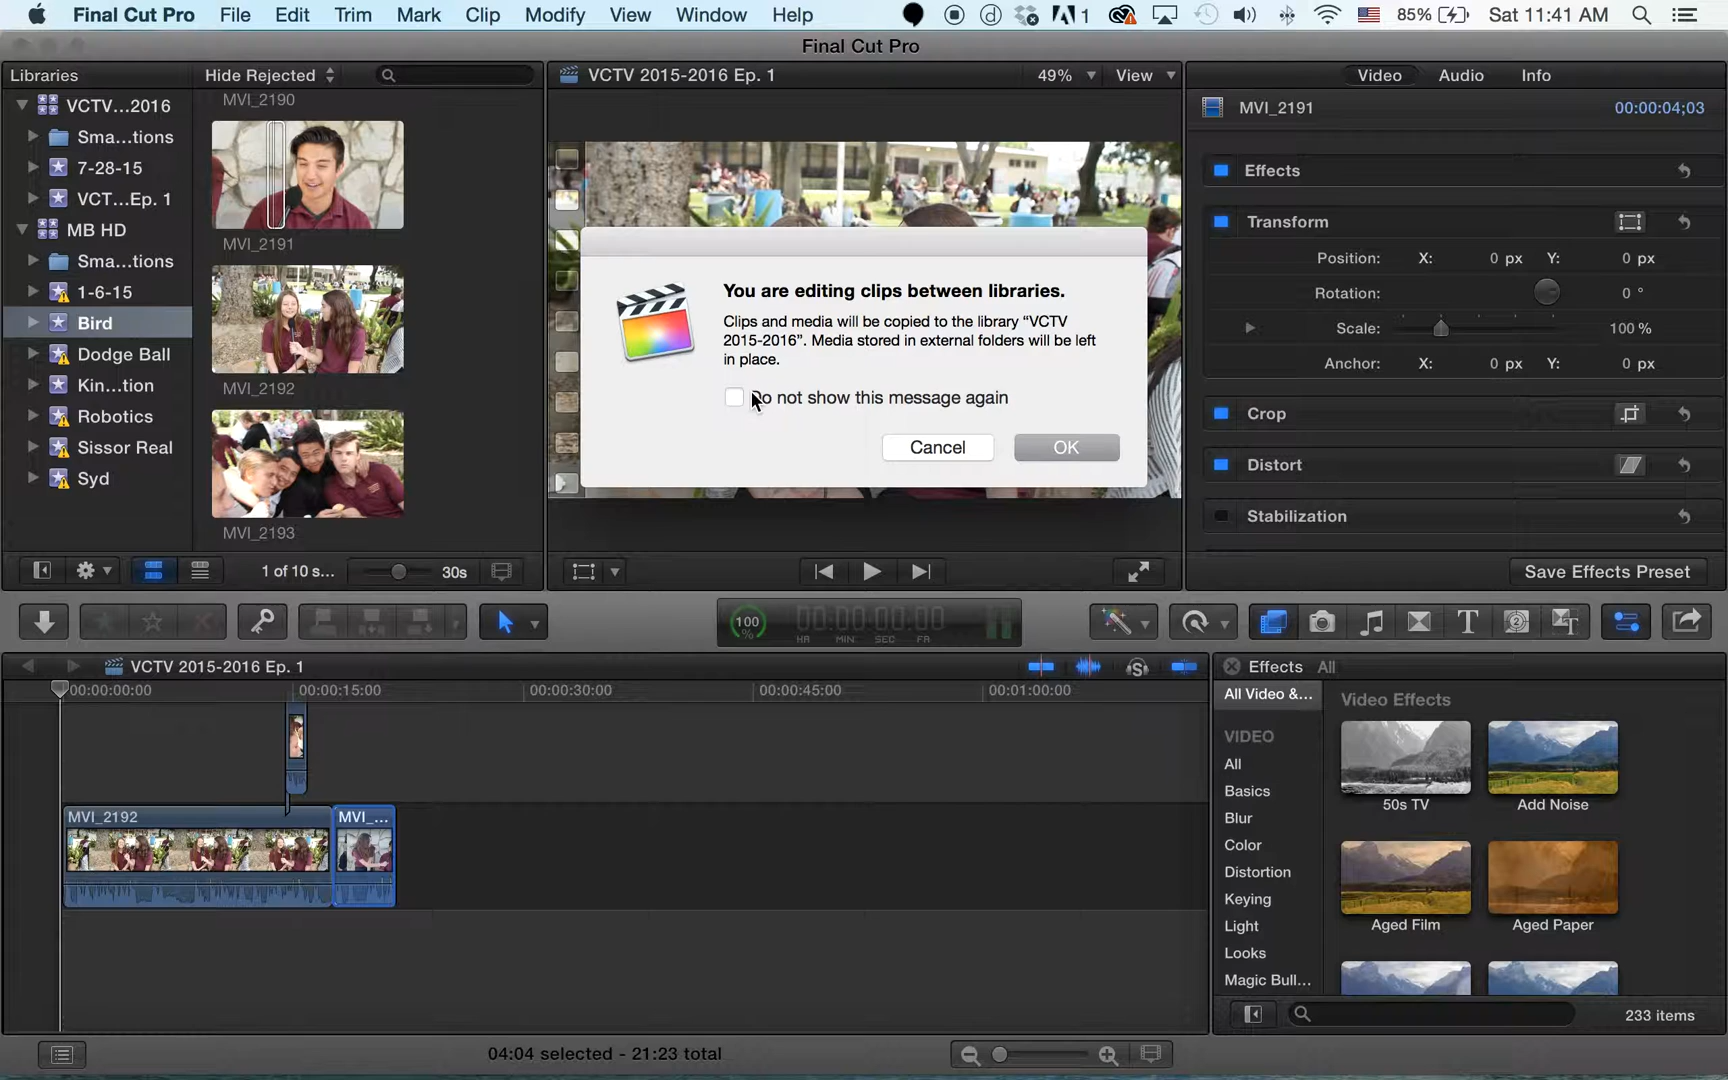 Final Cut Pro File Edit Trim Mark Clip Modify View Window Help 1 85% Sat 11:41 AM
Final Cut Pro
Libraries Hide Rejected VCTV 2015-2016 Ep. 1 49% View Video Audio Info
VCTV...2016
Sma...tions
7-28-15
VCT...Ep. 1
MB HD
Sma...tions
1-6-15
Bird
Dodge Ball
Kin...tion
Robotics
Sissor Real
Syd
MVI_2190
MVI_2191
MVI_2192
MVI_2193
1 of 10 s... 30s
You are editing clips between libraries.
Clips and media will be copied to the library “VCTV
2015-2016”. Media stored in external folders will be left
in place.
Do not show this message again
Cancel OK
MVI_2191 00:00:04;03
Effects
Transform
Position: X: 0 px Y: 0 px
Rotation: 0 °
Scale: 100 %
Anchor: X: 0 px Y: 0 px
Crop
Distort
Stabilization
Save Effects Preset
100 % 00:00:00:00
HR MIN SEC FR
VCTV 2015-2016 Ep. 1
00:00:00:00 00:00:15:00 00:00:30:00 00:00:45:00 00:01:00:00
MVI_2192 MVI_...
Effects All
All Video &...
VIDEO
All
Basics
Blur
Color
Distortion
Keying
Light
Looks
Magic Bull...
Video Effects
50s TV Add Noise
Aged Film Aged Paper
233 items
04:04 selected - 21:23 total